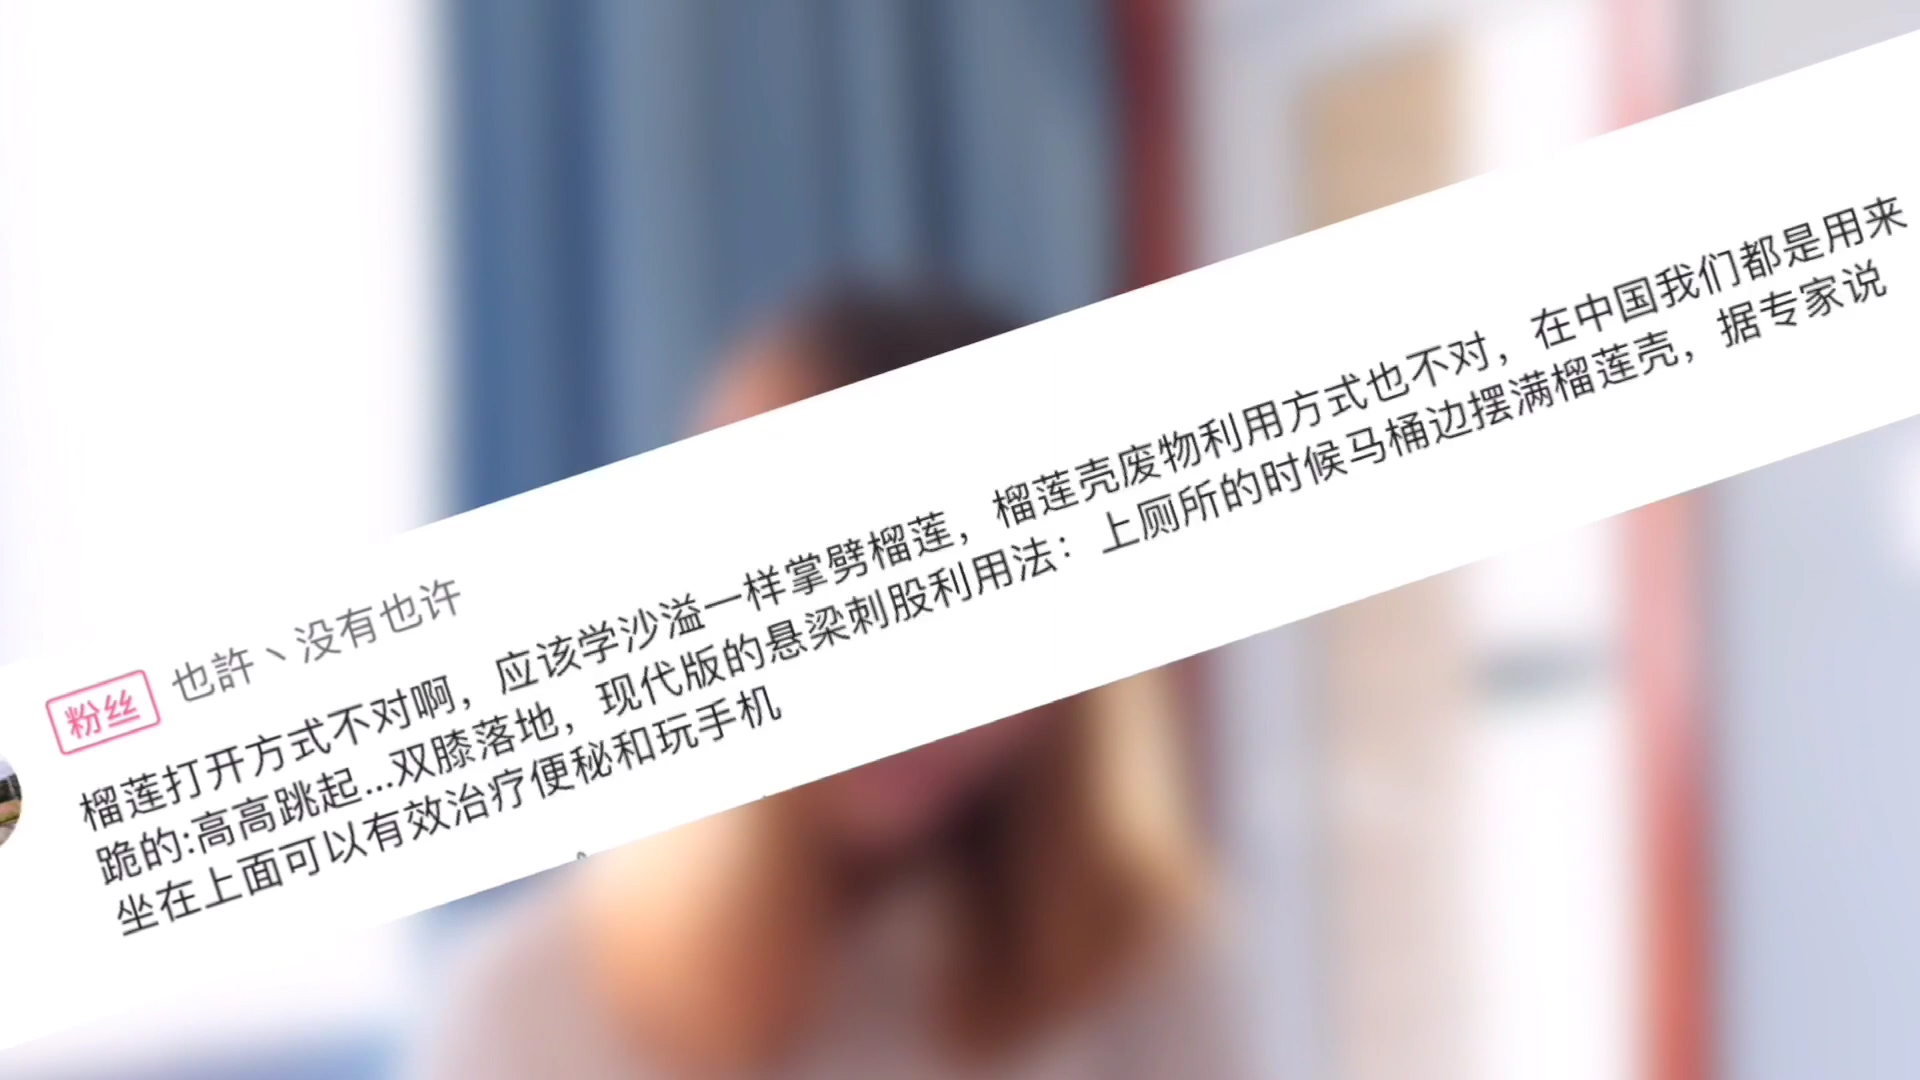 粉丝 也許丶没有也许
榴莲打开方式不对啊，应该学沙溢一样掌劈榴莲，榴莲壳废物利用方式也不对，在中国我们都是用来
跪的:高高跳起...双膝落地，现代版的悬梁刺股利用法：上厕所的时候马桶边摆满榴莲壳，据专家说
坐在上面可以有效治疗便秘和玩手机